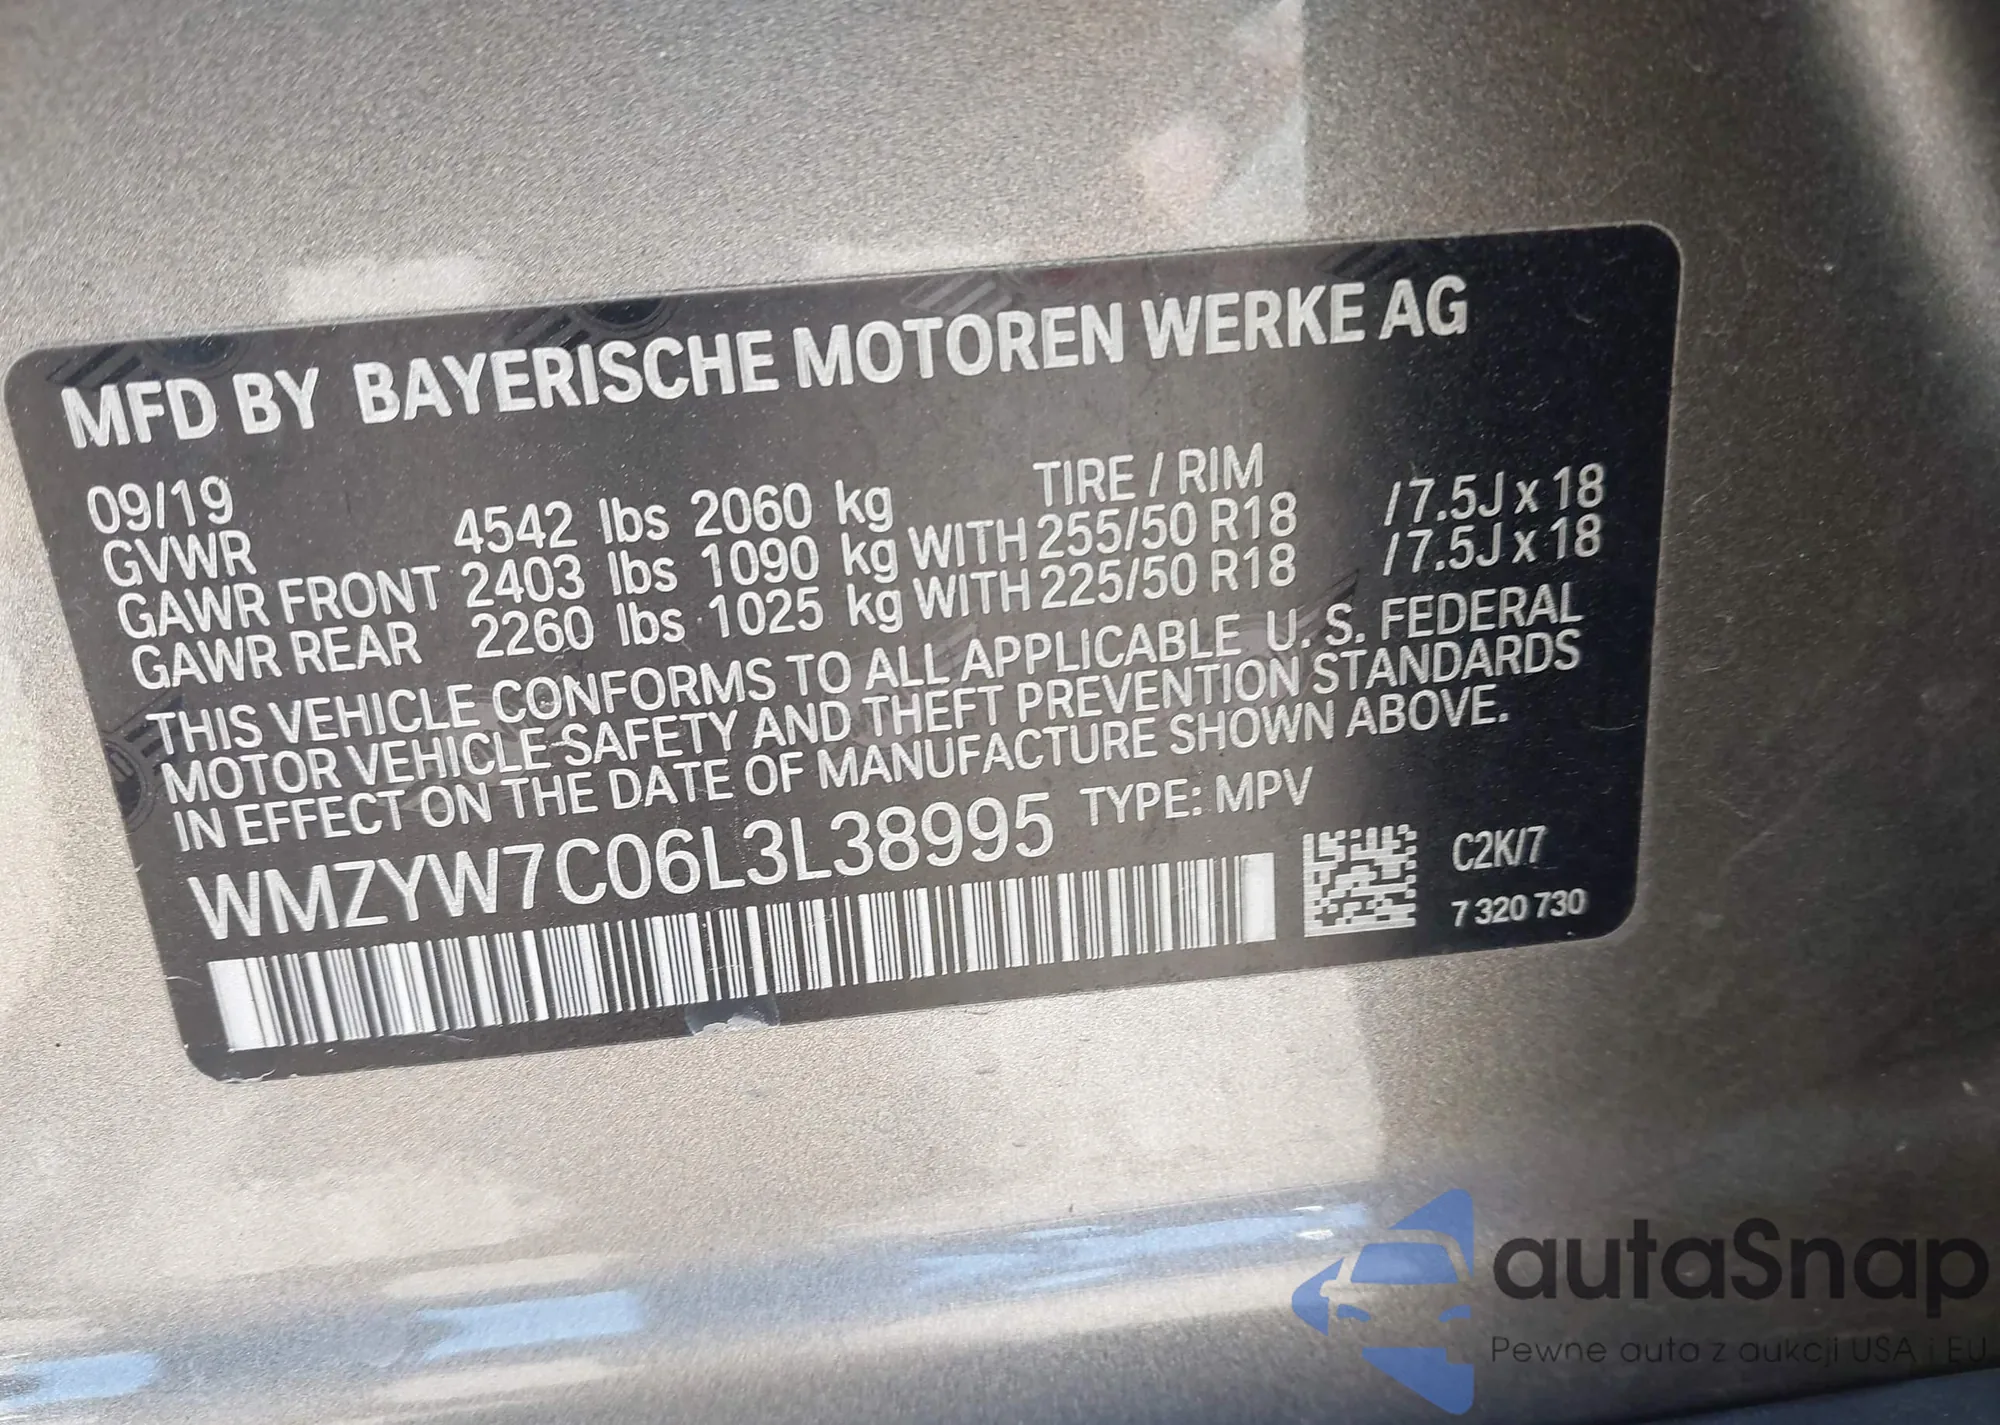 MFD BY BAYERISCHE MOTOREN WERKE AG
09/19 TIRE / RIM
GVWR 4542 lbs 2060 kg
GAWR FRONT 2403 lbs 1090 kg WITH 255/50 R18 /7.5J x 18
GAWR REAR 2260 lbs 1025 kg WITH 225/50 R18 /7.5J x 18
THIS VEHICLE CONFORMS TO ALL APPLICABLE U. S. FEDERAL
MOTOR VEHICLE SAFETY AND THEFT PREVENTION STANDARDS
IN EFFECT ON THE DATE OF MANUFACTURE SHOWN ABOVE.
WMZYW7C06L3L38995 TYPE: MPV
C2K/7
7 320 730
autaSnap
Pewne auta z aukcji USA i EU